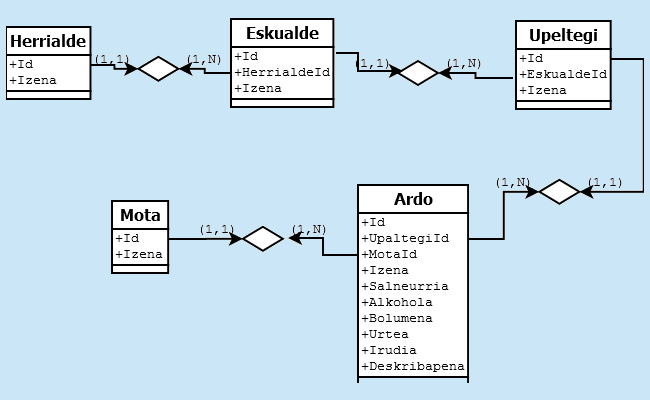 Herrialde
+Id
+Izena
(1,1)
(1,N)
Eskualde
+Id
+HerrialdeId
+Izena
(1,1)
(1,N)
Upeltegi
+Id
+EskualdeId
+Izena
(1,N)
(1,1)
Mota
+Id
+Izena
(1,1)
(1,N)
Ardo
+Id
+UpaltegiId
+MotaId
+Izena
+Salneurria
+Alkohola
+Bolumena
+Urtea
+Irudia
+Deskribapena